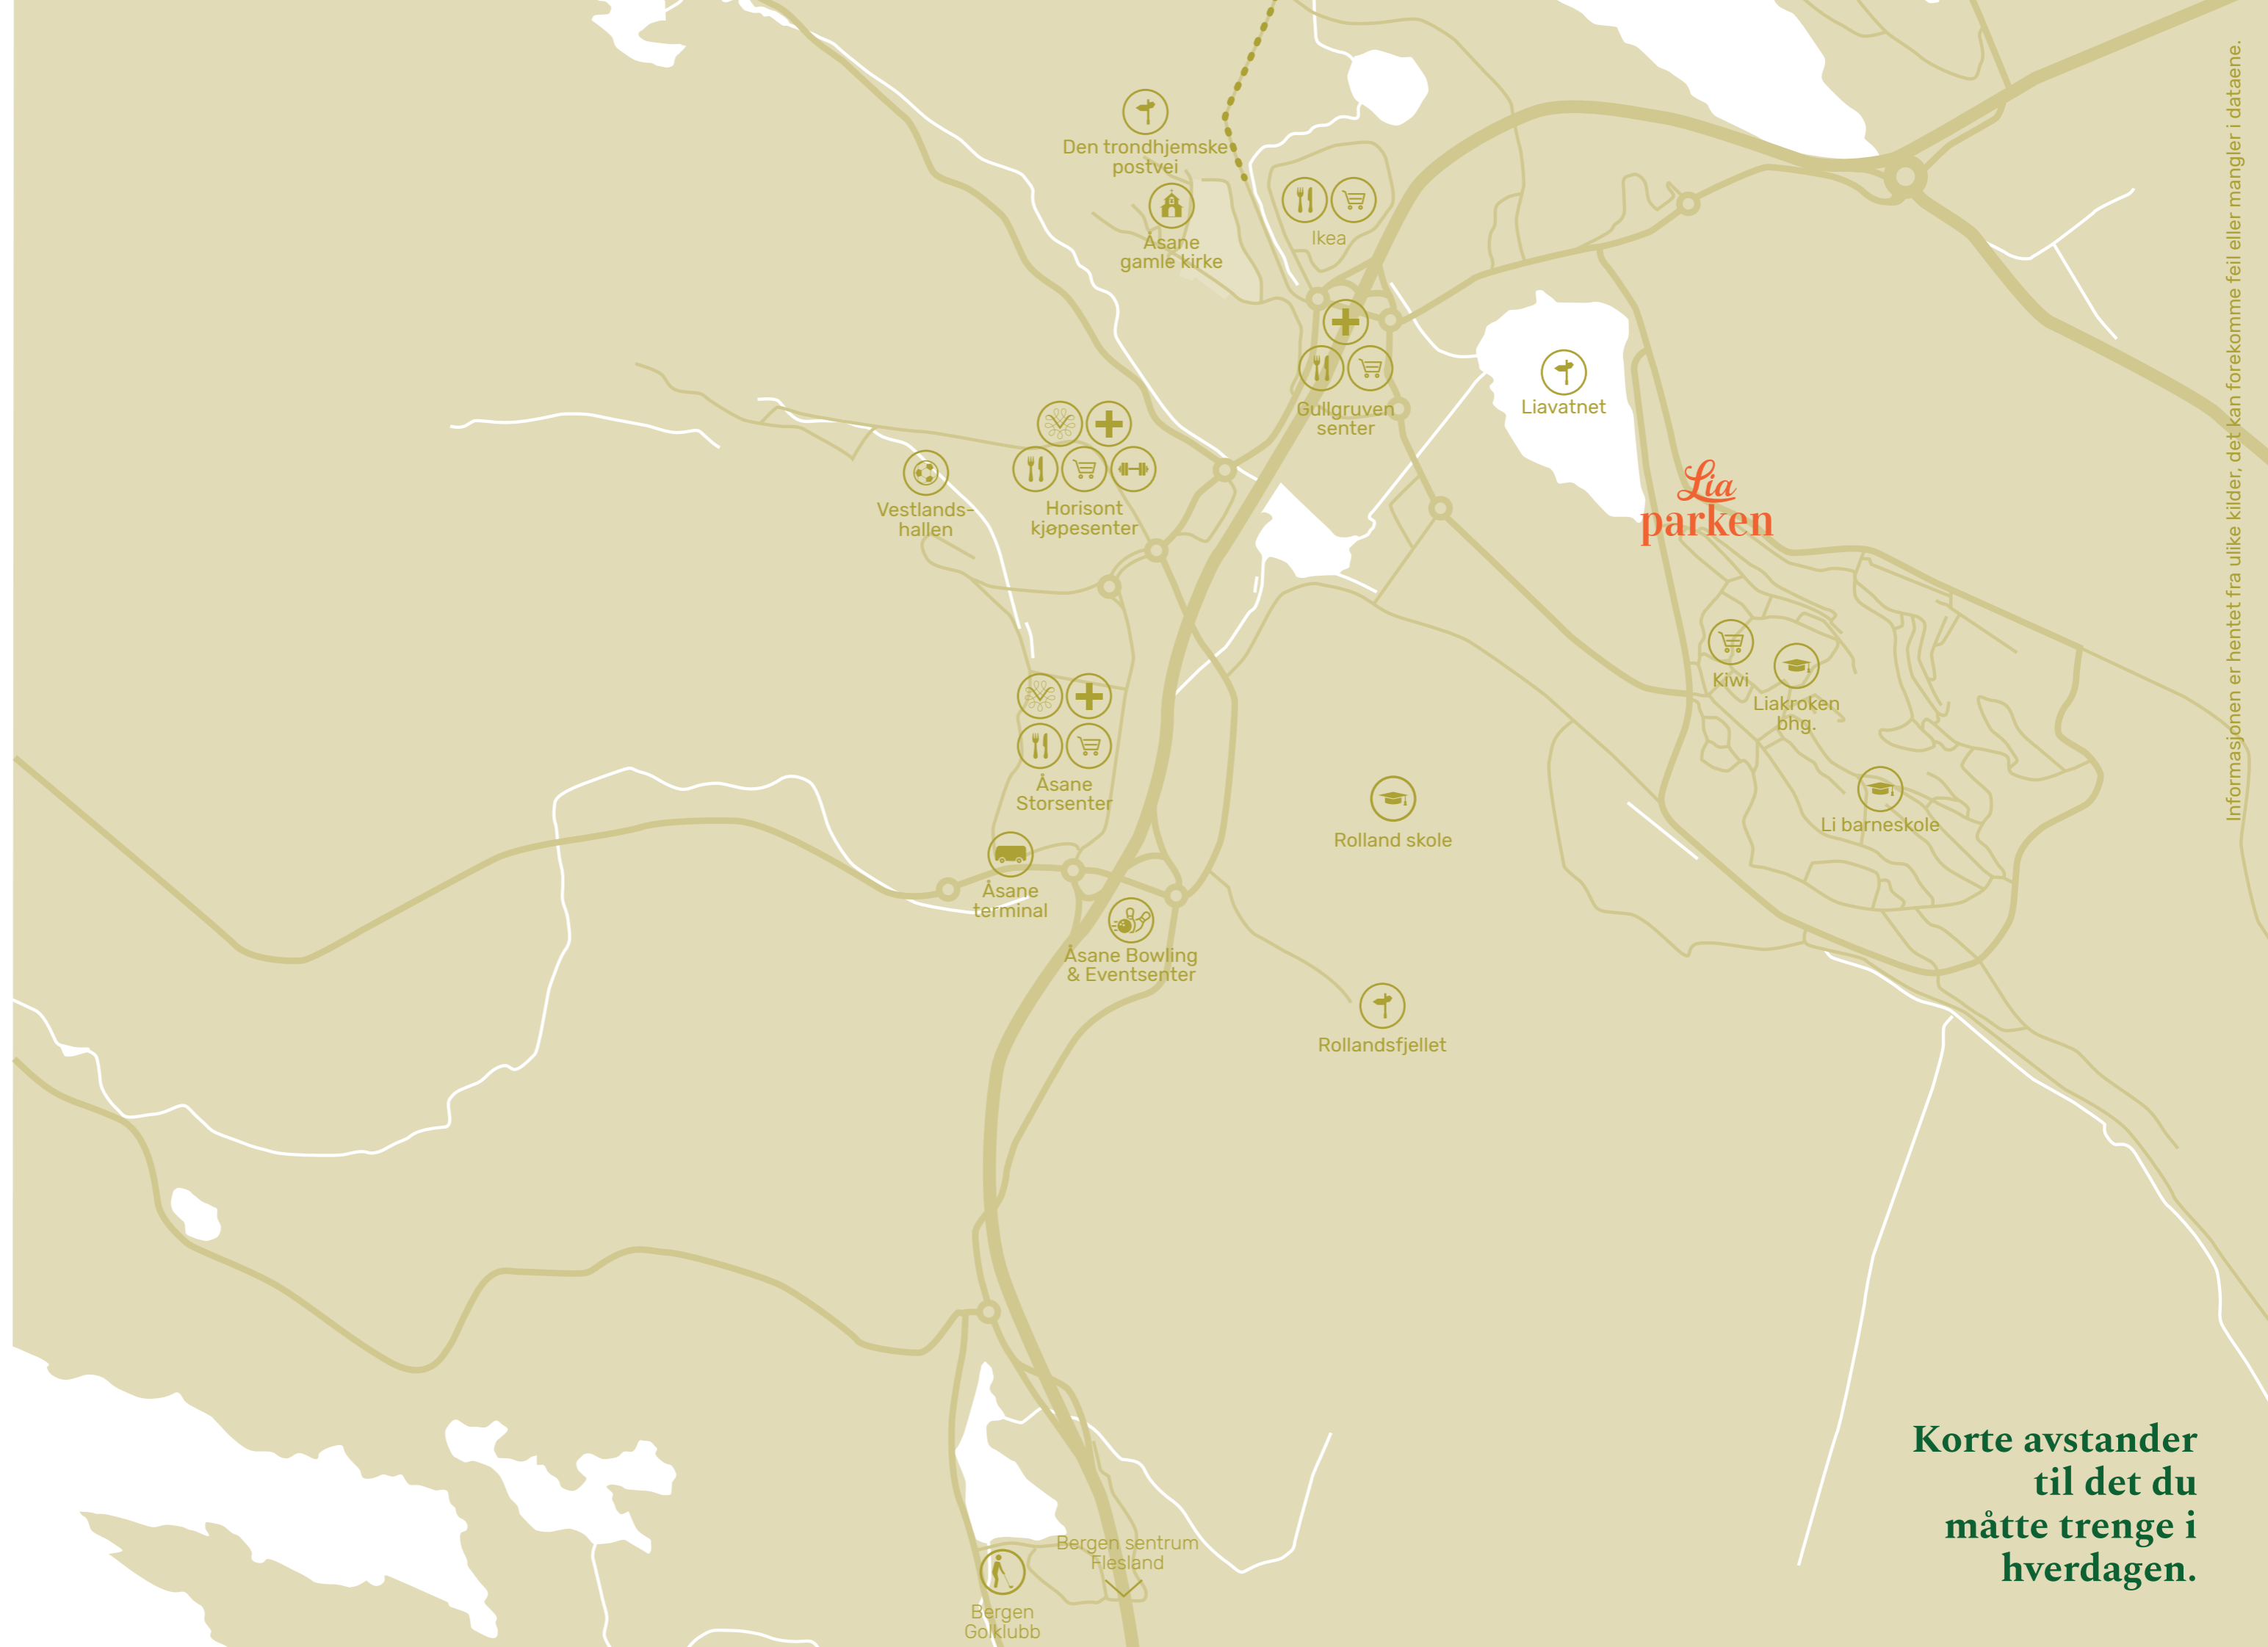 Den trondhjemske
postvei
Åsane
gamle kirke
Ikea
Gullgruven
senter
Liavatnet
Horisont
kjøpesenter
Vestlands-
hallen
Lia
parken
Kiwi
Liakroken
bhg.
Åsane
Storsenter
Rolland skole
Li barneskole
Åsane
terminal
Åsane Bowling
& Eventsenter
Rollandsfjellet
Bergen sentrum
Flesland
Bergen
Golklubb
Korte avstander
til det du
måtte trenge i
hverdagen.
Informasjonen er hentet fra ulike kilder, det kan forekomme feil eller mangler i dataene.